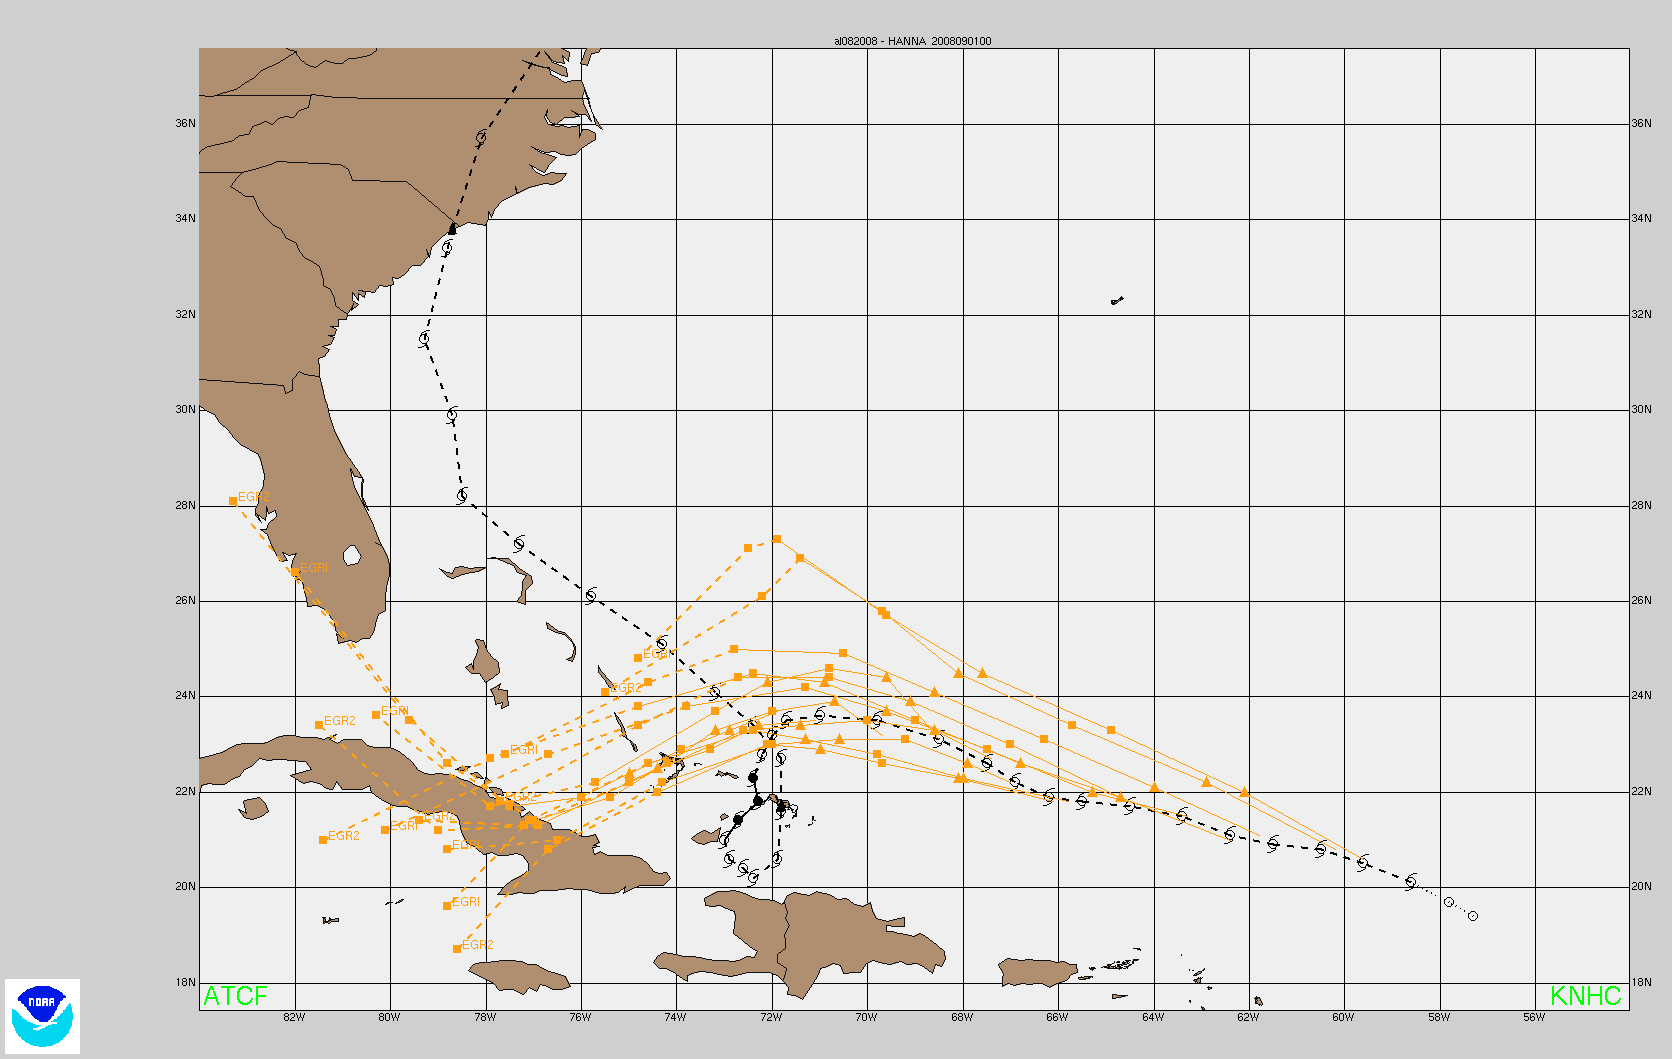 al082008 - HANNA 2008090100
36N 36N
34N 34N
32N 32N
30N 30N
28N 28N
EGR2
EGRI
26N 26N
EGRI
EGR2
24N 24N
EGRI
EGR2
EGRI
22N 22N
EGR2
EGR2
EGRI
EGR2
EGRI
20N 20N
EGRI
EGR2
18N 18N
ATCF KNHC
NOAA
82W 80W 78W 76W 74W 72W 70W 68W 66W 64W 62W 60W 58W 56W